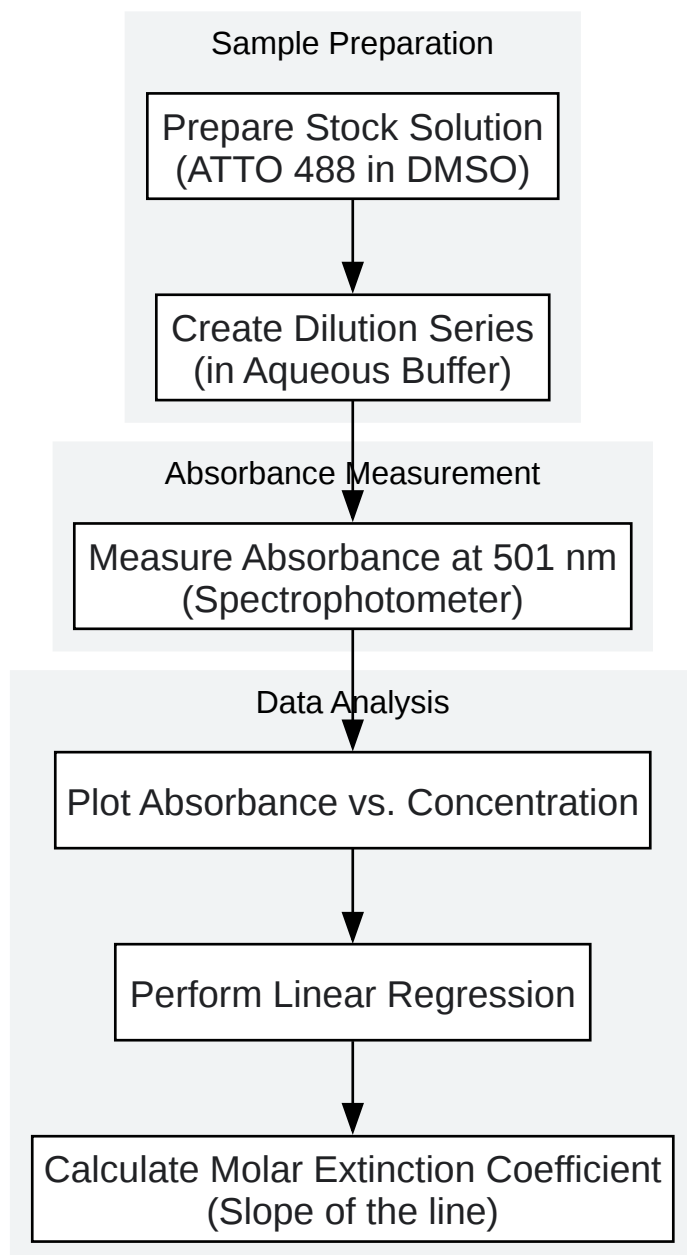 Sample Preparation
Prepare Stock Solution
(ATTO 488 in DMSO)
Create Dilution Series
(in Aqueous Buffer)
Absorbance Measurement
Measure Absorbance at 501 nm
(Spectrophotometer)
Data Analysis
Plot Absorbance vs. Concentration
Perform Linear Regression
Calculate Molar Extinction Coefficient
(Slope of the line)